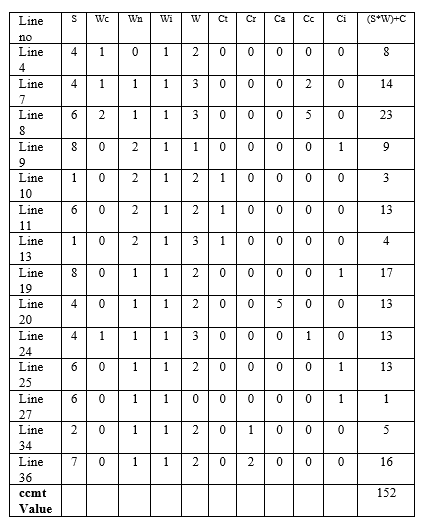 Line no S Wc Wn Wi W Ct Cr Ca Cc Ci (S*W)+C
Line 4 4 1 0 1 2 0 0 0 0 0 8
Line 7 4 1 1 1 3 0 0 0 2 0 14
Line 8 6 2 1 1 3 0 0 0 5 0 23
Line 9 8 0 2 1 1 0 0 0 0 1 9
Line 10 1 0 2 1 2 1 0 0 0 0 3
Line 11 6 0 2 1 2 1 0 0 0 0 13
Line 13 1 0 2 1 3 1 0 0 0 0 4
Line 19 8 0 1 1 2 0 0 0 0 1 17
Line 20 4 0 1 1 2 0 0 5 0 0 13
Line 24 4 1 1 1 3 0 0 0 1 0 13
Line 25 6 0 1 1 2 0 0 0 0 1 13
Line 27 6 0 1 1 0 0 0 0 0 1 1
Line 34 2 0 1 1 2 0 1 0 0 0 5
Line 36 7 0 1 1 2 0 2 0 0 0 16
ccmt Value 152